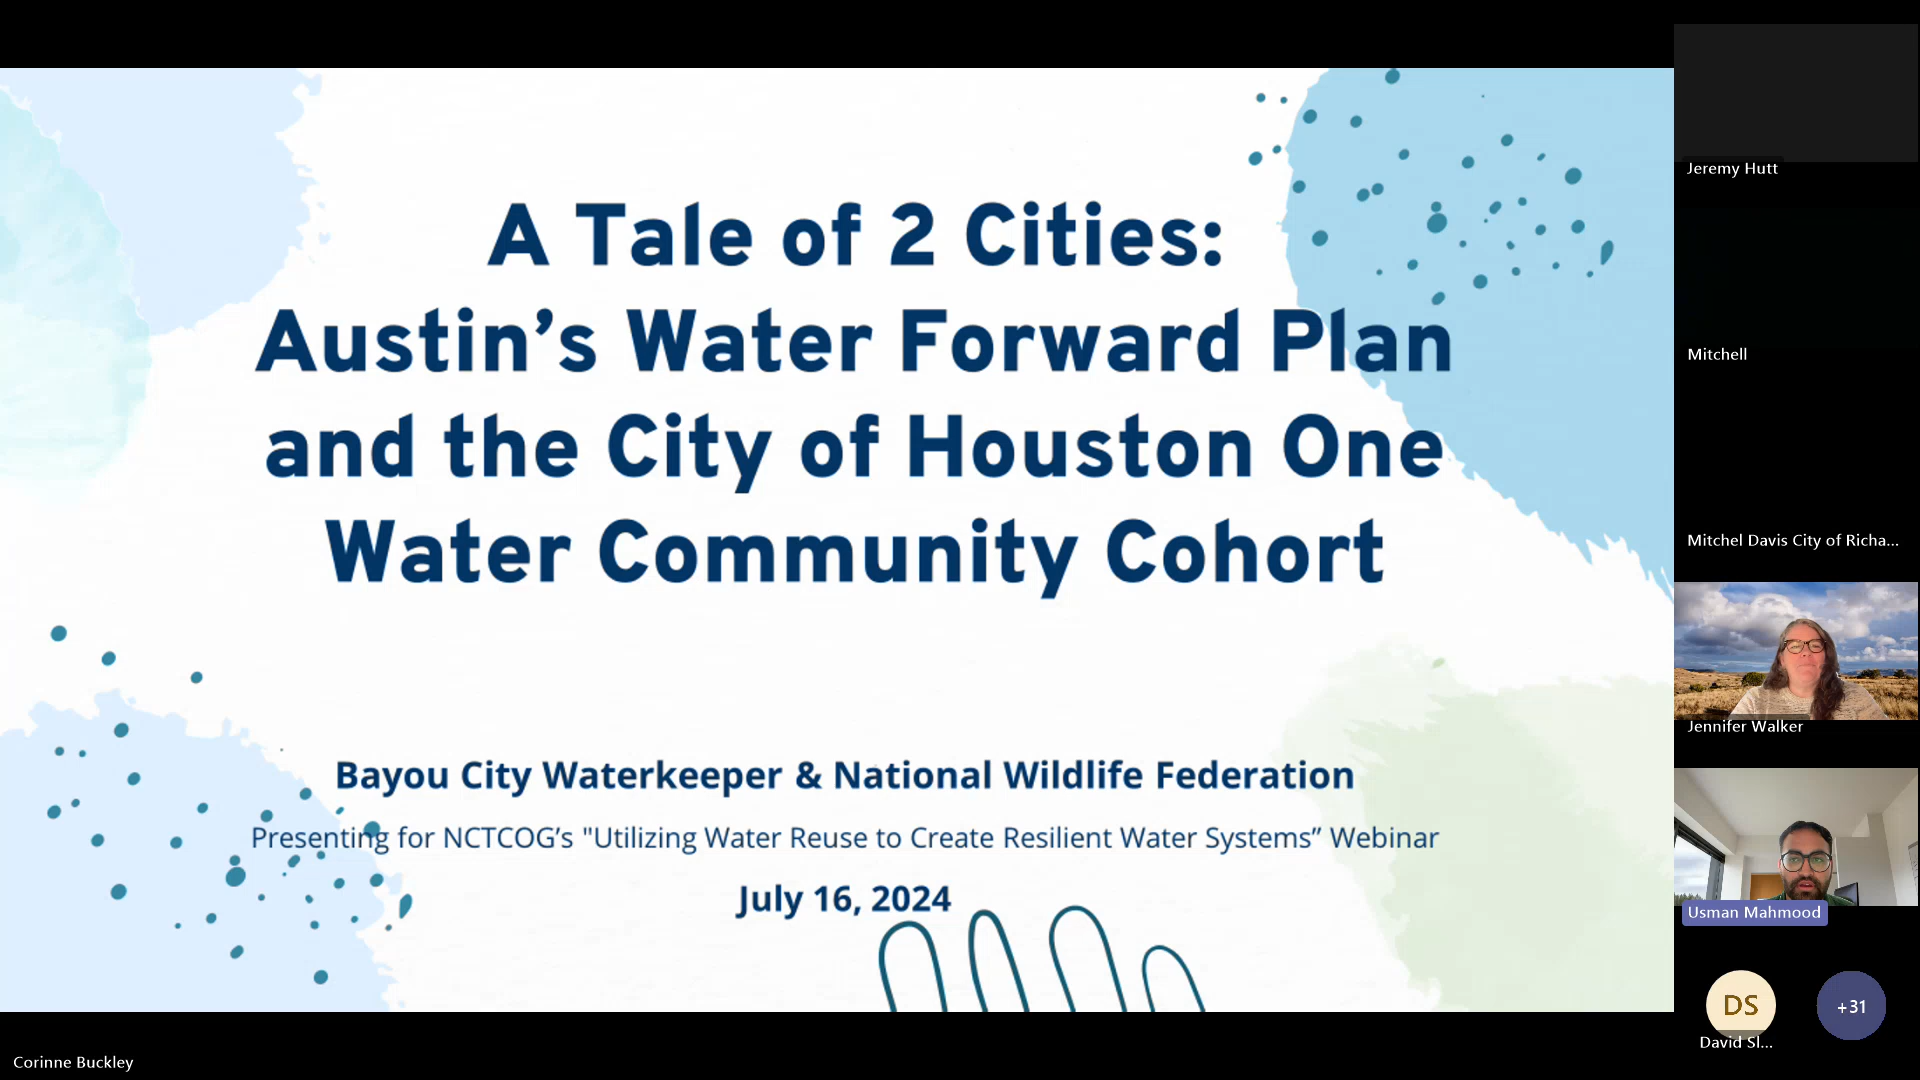 A Tale of 2 Cities:
Austin’s Water Forward Plan
and the City of Houston One
Water Community Cohort
Bayou City Waterkeeper & National Wildlife Federation
Presenting for NCTCOG’s "Utilizing Water Reuse to Create Resilient Water Systems” Webinar
July 16, 2024
Jeremy Hutt
Mitchell
Mitchel Davis City of Richa...
Jennifer Walker
Usman Mahmood
DS
+31
David Sl...
Corinne Buckley